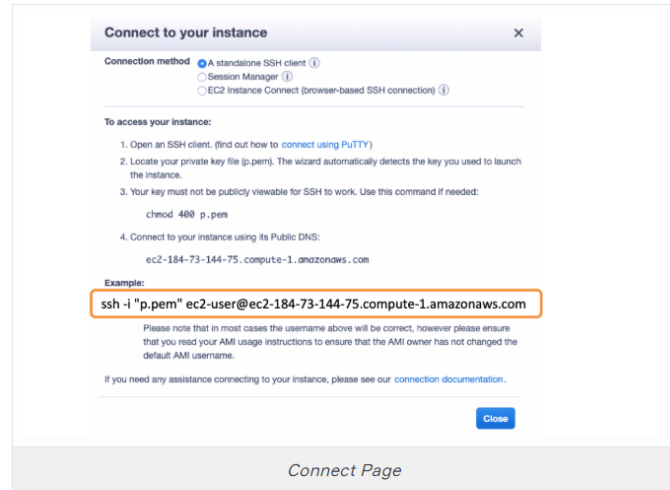 Connect to your instance ×
Connection method A standalone SSH client i
Session Manager i
EC2 Instance Connect (browser-based SSH connection) i
To access your instance:
1. Open an SSH client. (find out how to connect using PuTTY)
2. Locate your private key file (p.pem). The wizard automatically detects the key you used to launch
the instance.
3. Your key must not be publicly viewable for SSH to work. Use this command if needed:
chmod 400 p.pem
4. Connect to your instance using its Public DNS:
ec2-184-73-144-75.compute-1.amazonaws.com
Example:
ssh -i "p.pem" ec2-user@ec2-184-73-144-75.compute-1.amazonaws.com
Please note that in most cases the username above will be correct, however please ensure
that you read your AMI usage instructions to ensure that the AMI owner has not changed the
default AMI username.
If you need any assistance connecting to your instance, please see our connection documentation.
Close
Connect Page